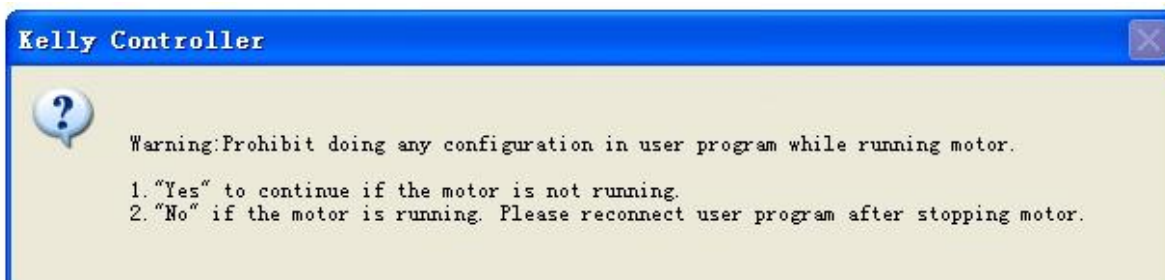 Kelly Controller
Warning:Prohibit doing any configuration in user program while running motor.
1."Yes" to continue if the motor is not running.
2."No" if the motor is running. Please reconnect user program after stopping motor.